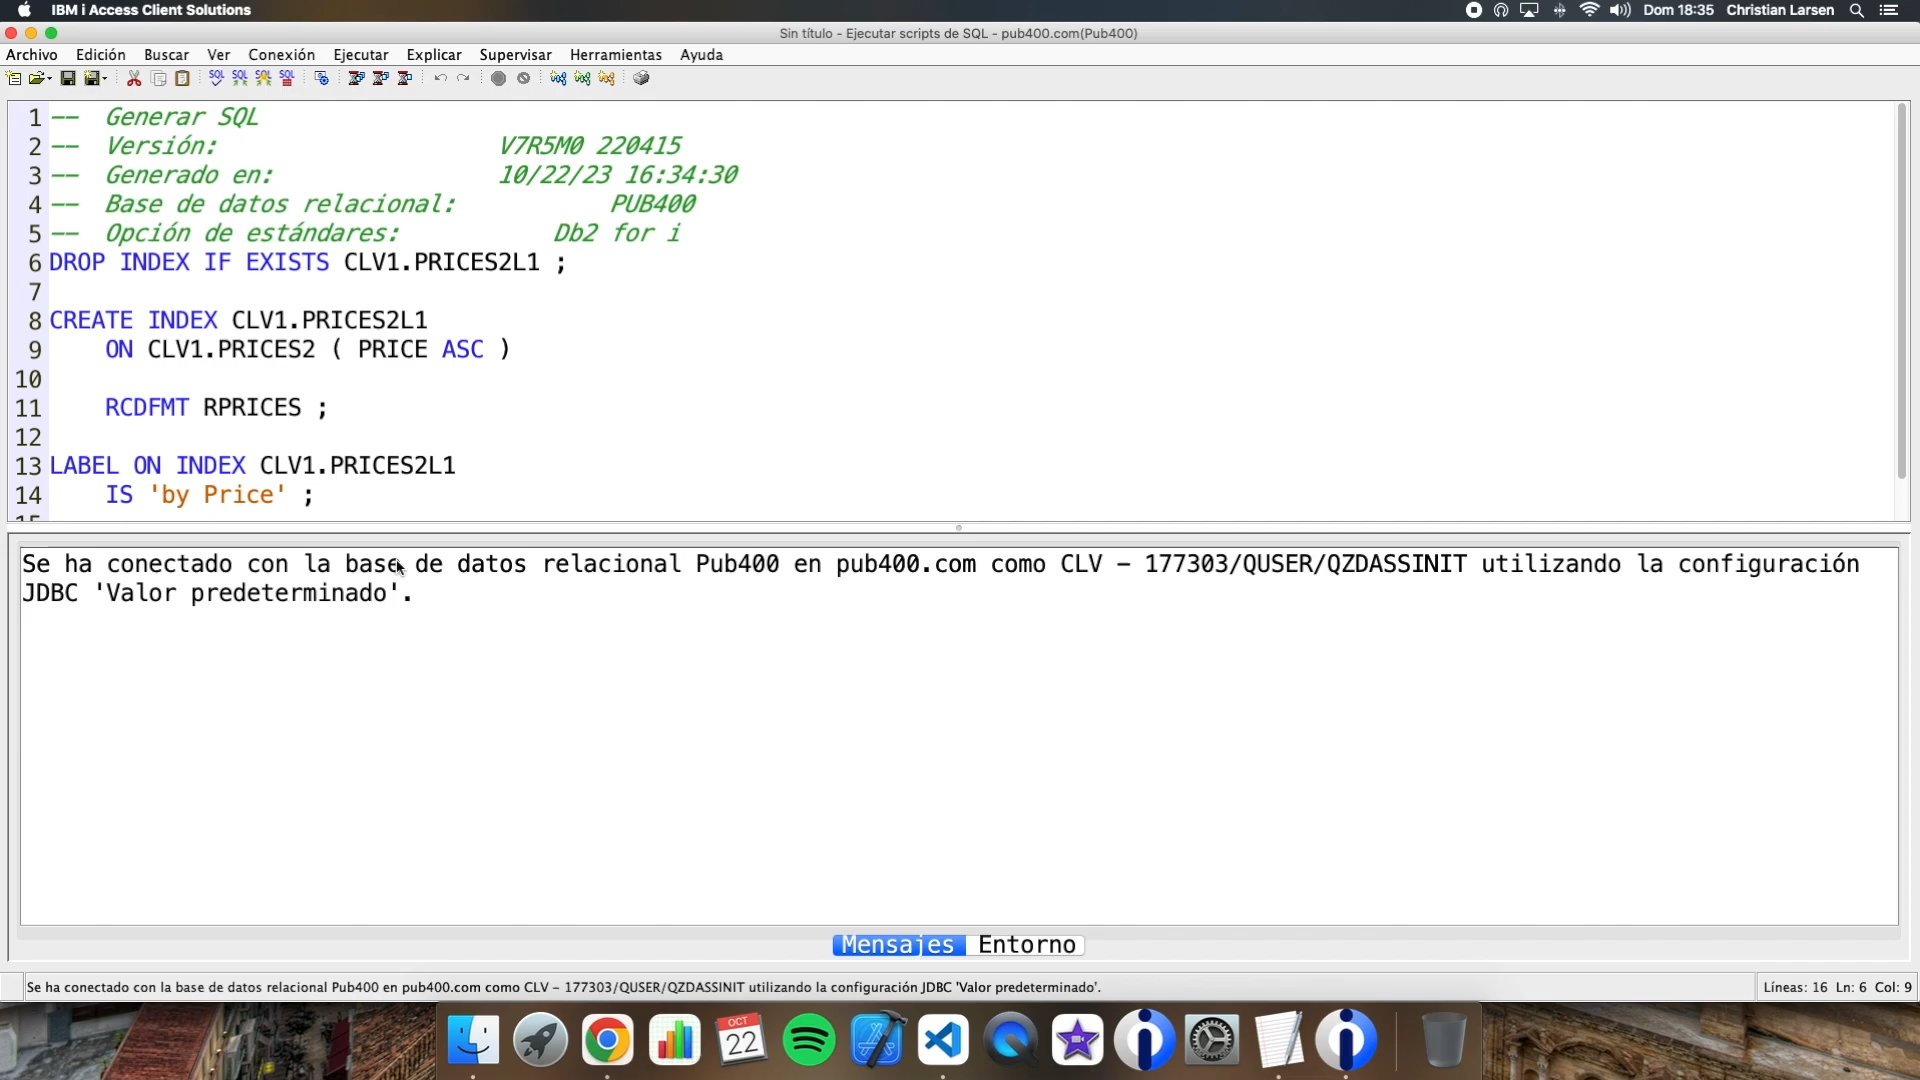 IBM i Access Client Solutions
Dom 18:35 Christian Larsen
Sin título - Ejecutar scripts de SQL - pub400.com(Pub400)
Archivo Edición Buscar Ver Conexión Ejecutar Explicar Supervisar Herramientas Ayuda
SQL SQL SQL SQL
1 -- Generar SQL
2 -- Versión: V7R5M0 220415
3 -- Generado en: 10/22/23 16:34:30
4 -- Base de datos relacional: PUB400
5 -- Opción de estándares: Db2 for i
6 DROP INDEX IF EXISTS CLV1.PRICES2L1 ;
7
8 CREATE INDEX CLV1.PRICES2L1
9 ON CLV1.PRICES2 ( PRICE ASC )
10
11 RCDFMT RPRICES ;
12
13 LABEL ON INDEX CLV1.PRICES2L1
14 IS 'by Price' ;
Se ha conectado con la base de datos relacional Pub400 en pub400.com como CLV - 177303/QUSER/QZDASSINIT utilizando la configuración
JDBC 'Valor predeterminado'.
Mensajes Entorno
Se ha conectado con la base de datos relacional Pub400 en pub400.com como CLV - 177303/QUSER/QZDASSINIT utilizando la configuración JDBC 'Valor predeterminado'.
Líneas: 16 Ln: 6 Col: 9
OCT
22